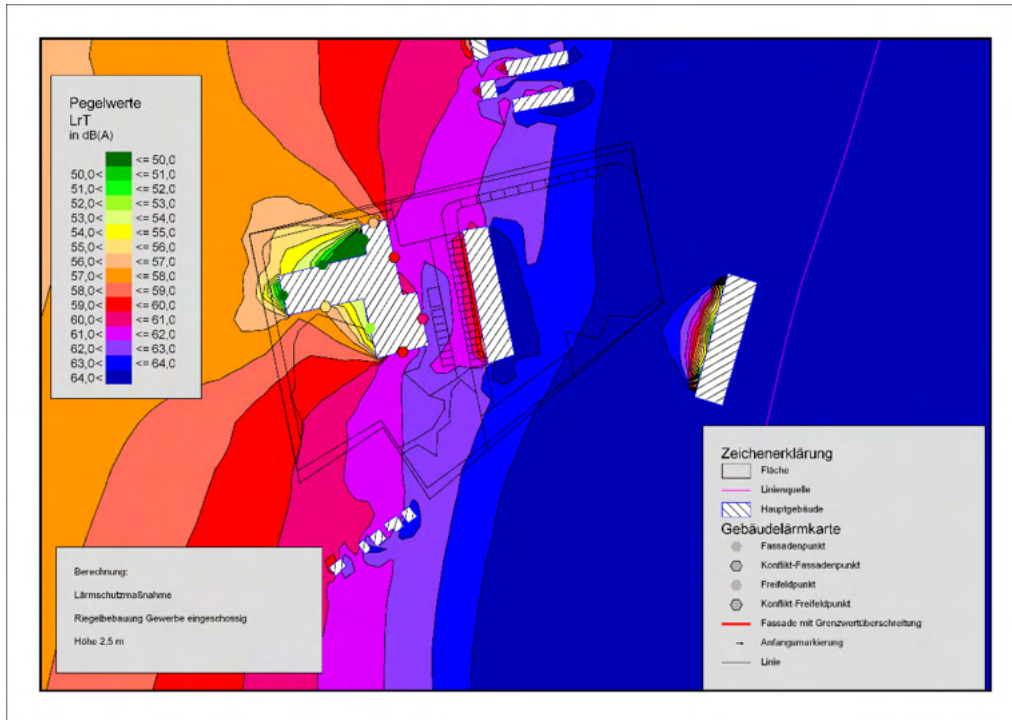 Pegelwerte
LrT
in dB(A)
<= 50,0
50,0< <= 51,0
51,0< <= 52,0
52,0< <= 53,0
53,0< <= 54,0
54,0< <= 55,0
55,0< <= 56,0
56,0< <= 57,0
57,0< <= 58,0
58,0< <= 59,0
59,0< <= 60,0
60,0< <= 61,0
61,0< <= 62,0
62,0< <= 63,0
63,0< <= 64,0
64,0<
Berechnung:
Lärmschutzmaßnahme
Riegelbebauung Gewerbe eingeschossig
Höhe 2,5 m
Zeichenerklärung
Fläche
Linienquelle
Hauptgebäude
Gebäudelärmkarte
Fassadenpunkt
Konflikt-Fassadenpunkt
Freifeldpunkt
Konflikt-Freifeldpunkt
Fassade mit Grenzwertüberschreitung
Anfangsmarkierung
Linie